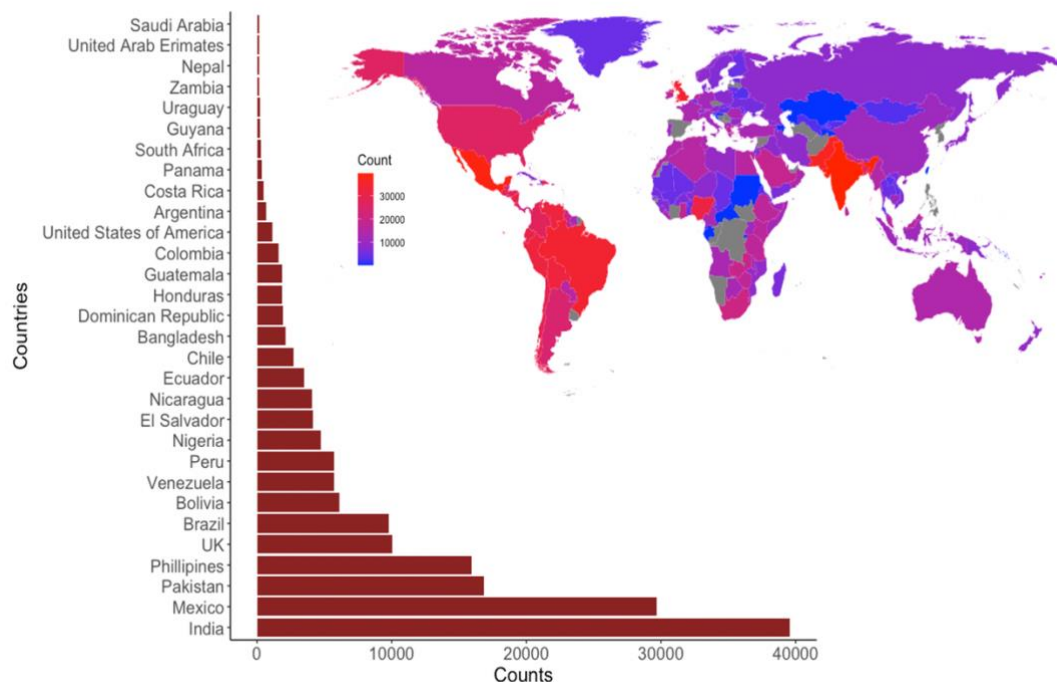 Saudi Arabia
United Arab Erimates
Nepal
Zambia
Uraguay
Guyana
South Africa
Panama
Costa Rica
Argentina
United States of America
Colombia
Guatemala
Honduras
Dominican Republic
Bangladesh
Chile
Ecuador
Nicaragua
El Salvador
Nigeria
Peru
Venezuela
Bolivia
Brazil
UK
Phillipines
Pakistan
Mexico
India
Countries
0 10000 20000 30000 40000
Counts
Count
30000
20000
10000